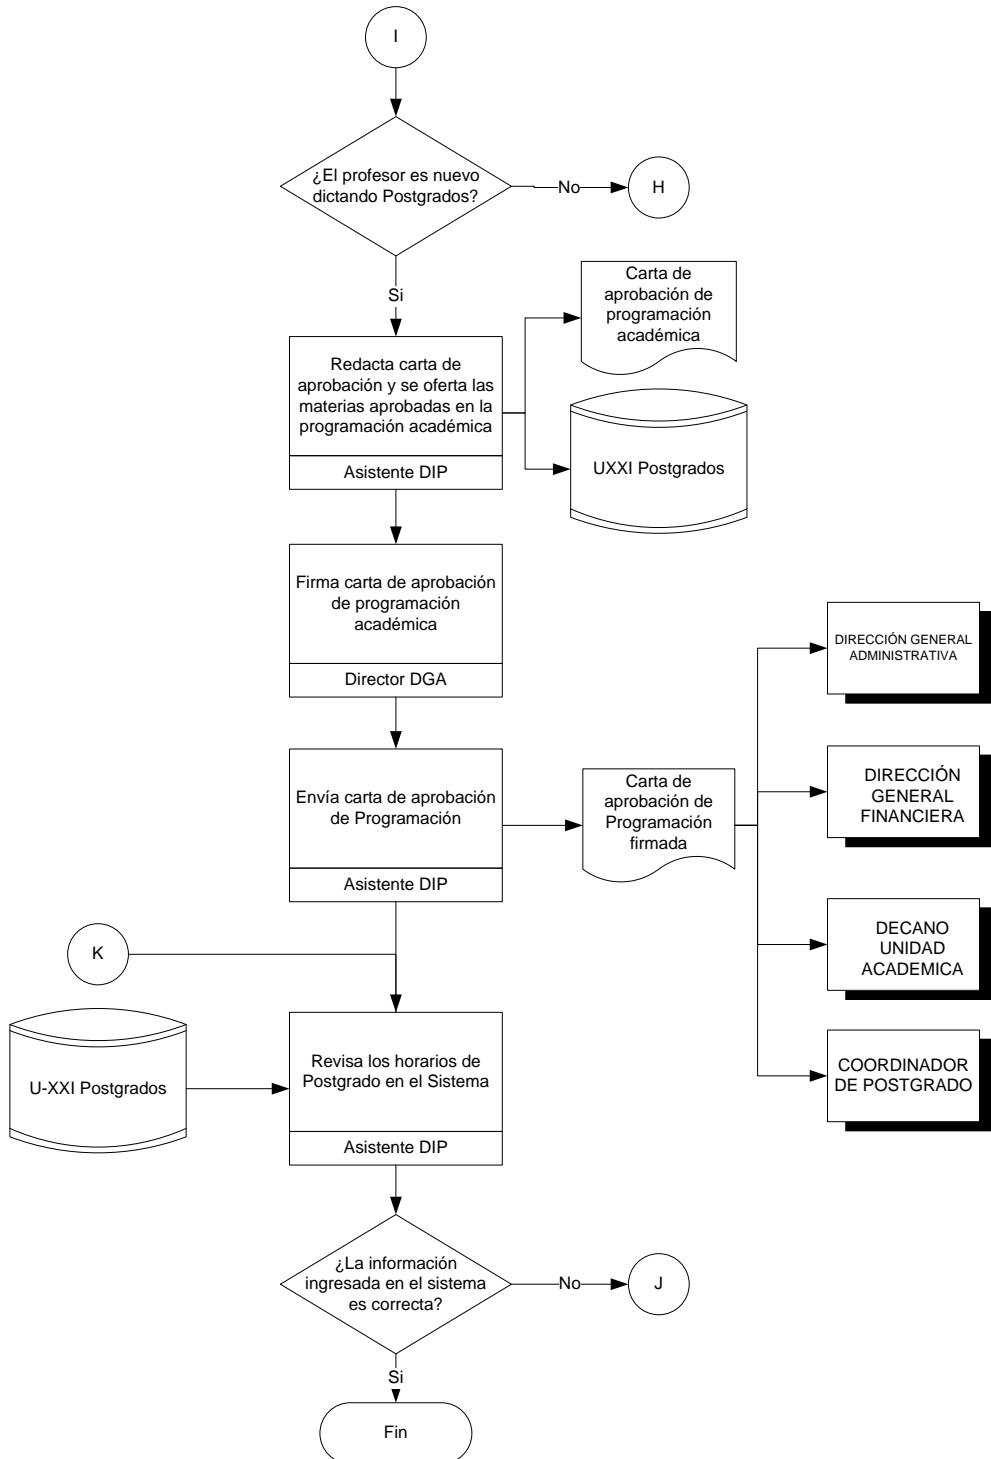 I
¿El profesor es nuevo
dictando Postgrados?
No
H
Si
Carta de
aprobación de
programación
académica
Redacta carta de
aprobación y se oferta las
materias aprobadas en la
programación académica
Asistente DIP
UXXI Postgrados
Firma carta de aprobación
de programación
académica
Director DGA
DIRECCIÓN GENERAL
ADMINISTRATIVA
Envía carta de aprobación
de Programación
Asistente DIP
Carta de
aprobación de
Programación
firmada
DIRECCIÓN
GENERAL
FINANCIERA
DECANO
UNIDAD
ACADEMICA
K
U-XXI Postgrados
Revisa los horarios de
Postgrado en el Sistema
Asistente DIP
COORDINADOR
DE POSTGRADO
¿La información
ingresada en el sistema
es correcta?
No
J
Si
Fin